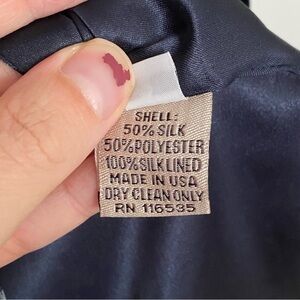 SHELL:
50% SILK
50% POLYESTER
100% SILK LINED
MADE IN USA
DRY CLEAN ONLY
RN 116535